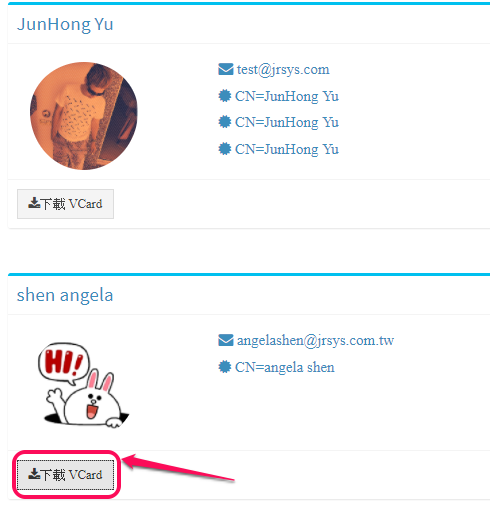 JunHong Yu
test@jrsys.com
CN=JunHong Yu
CN=JunHong Yu
CN=JunHong Yu
下載 VCard
shen angela
HI!
angelashen@jrsys.com.tw
CN=angela shen
下載 VCard